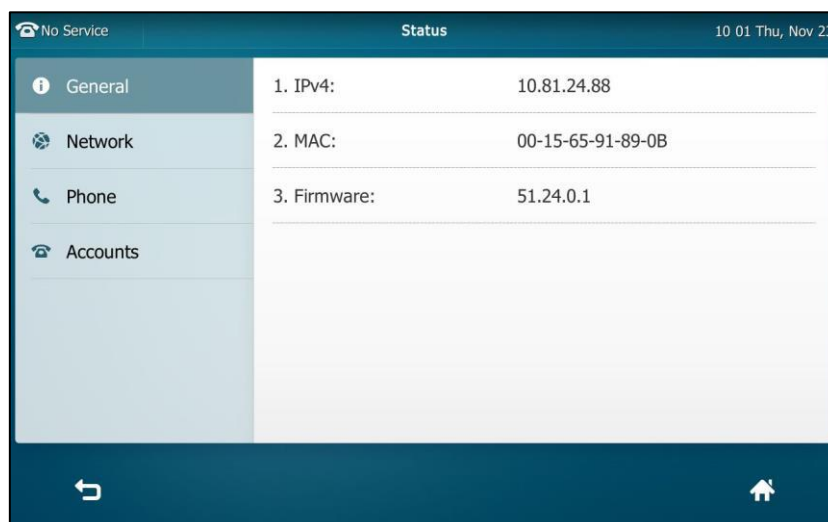 No Service Status 10 01 Thu, Nov 23
General
Network
Phone
Accounts
1. IPv4: 10.81.24.88
2. MAC: 00-15-65-91-89-0B
3. Firmware: 51.24.0.1